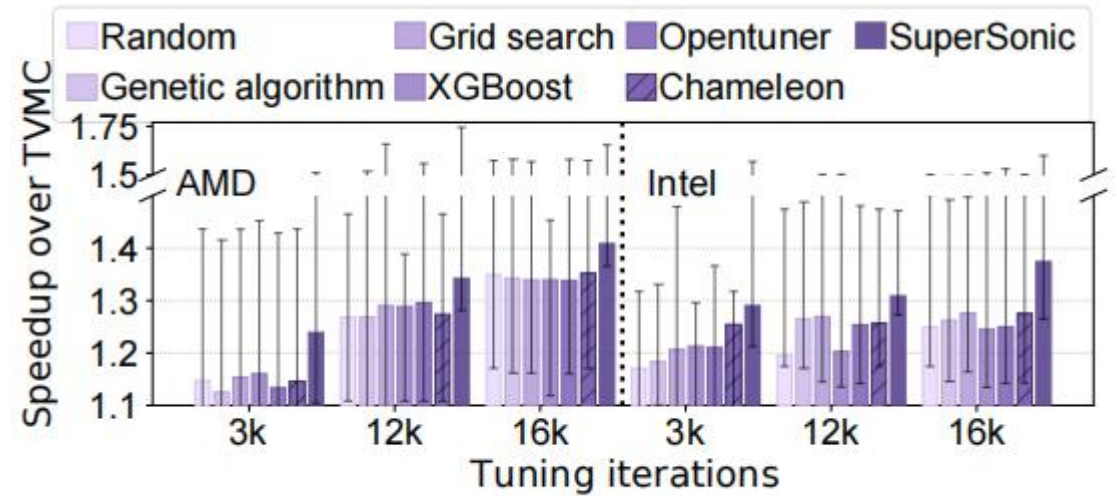 Random Grid search Opentuner SuperSonic
Genetic algorithm XGBoost Chameleon
Speedup over TVMC
1.75
1.5
1.4
1.3
1.2
1.1
AMD
Intel
3k 12k 16k 3k 12k 16k
Tuning iterations